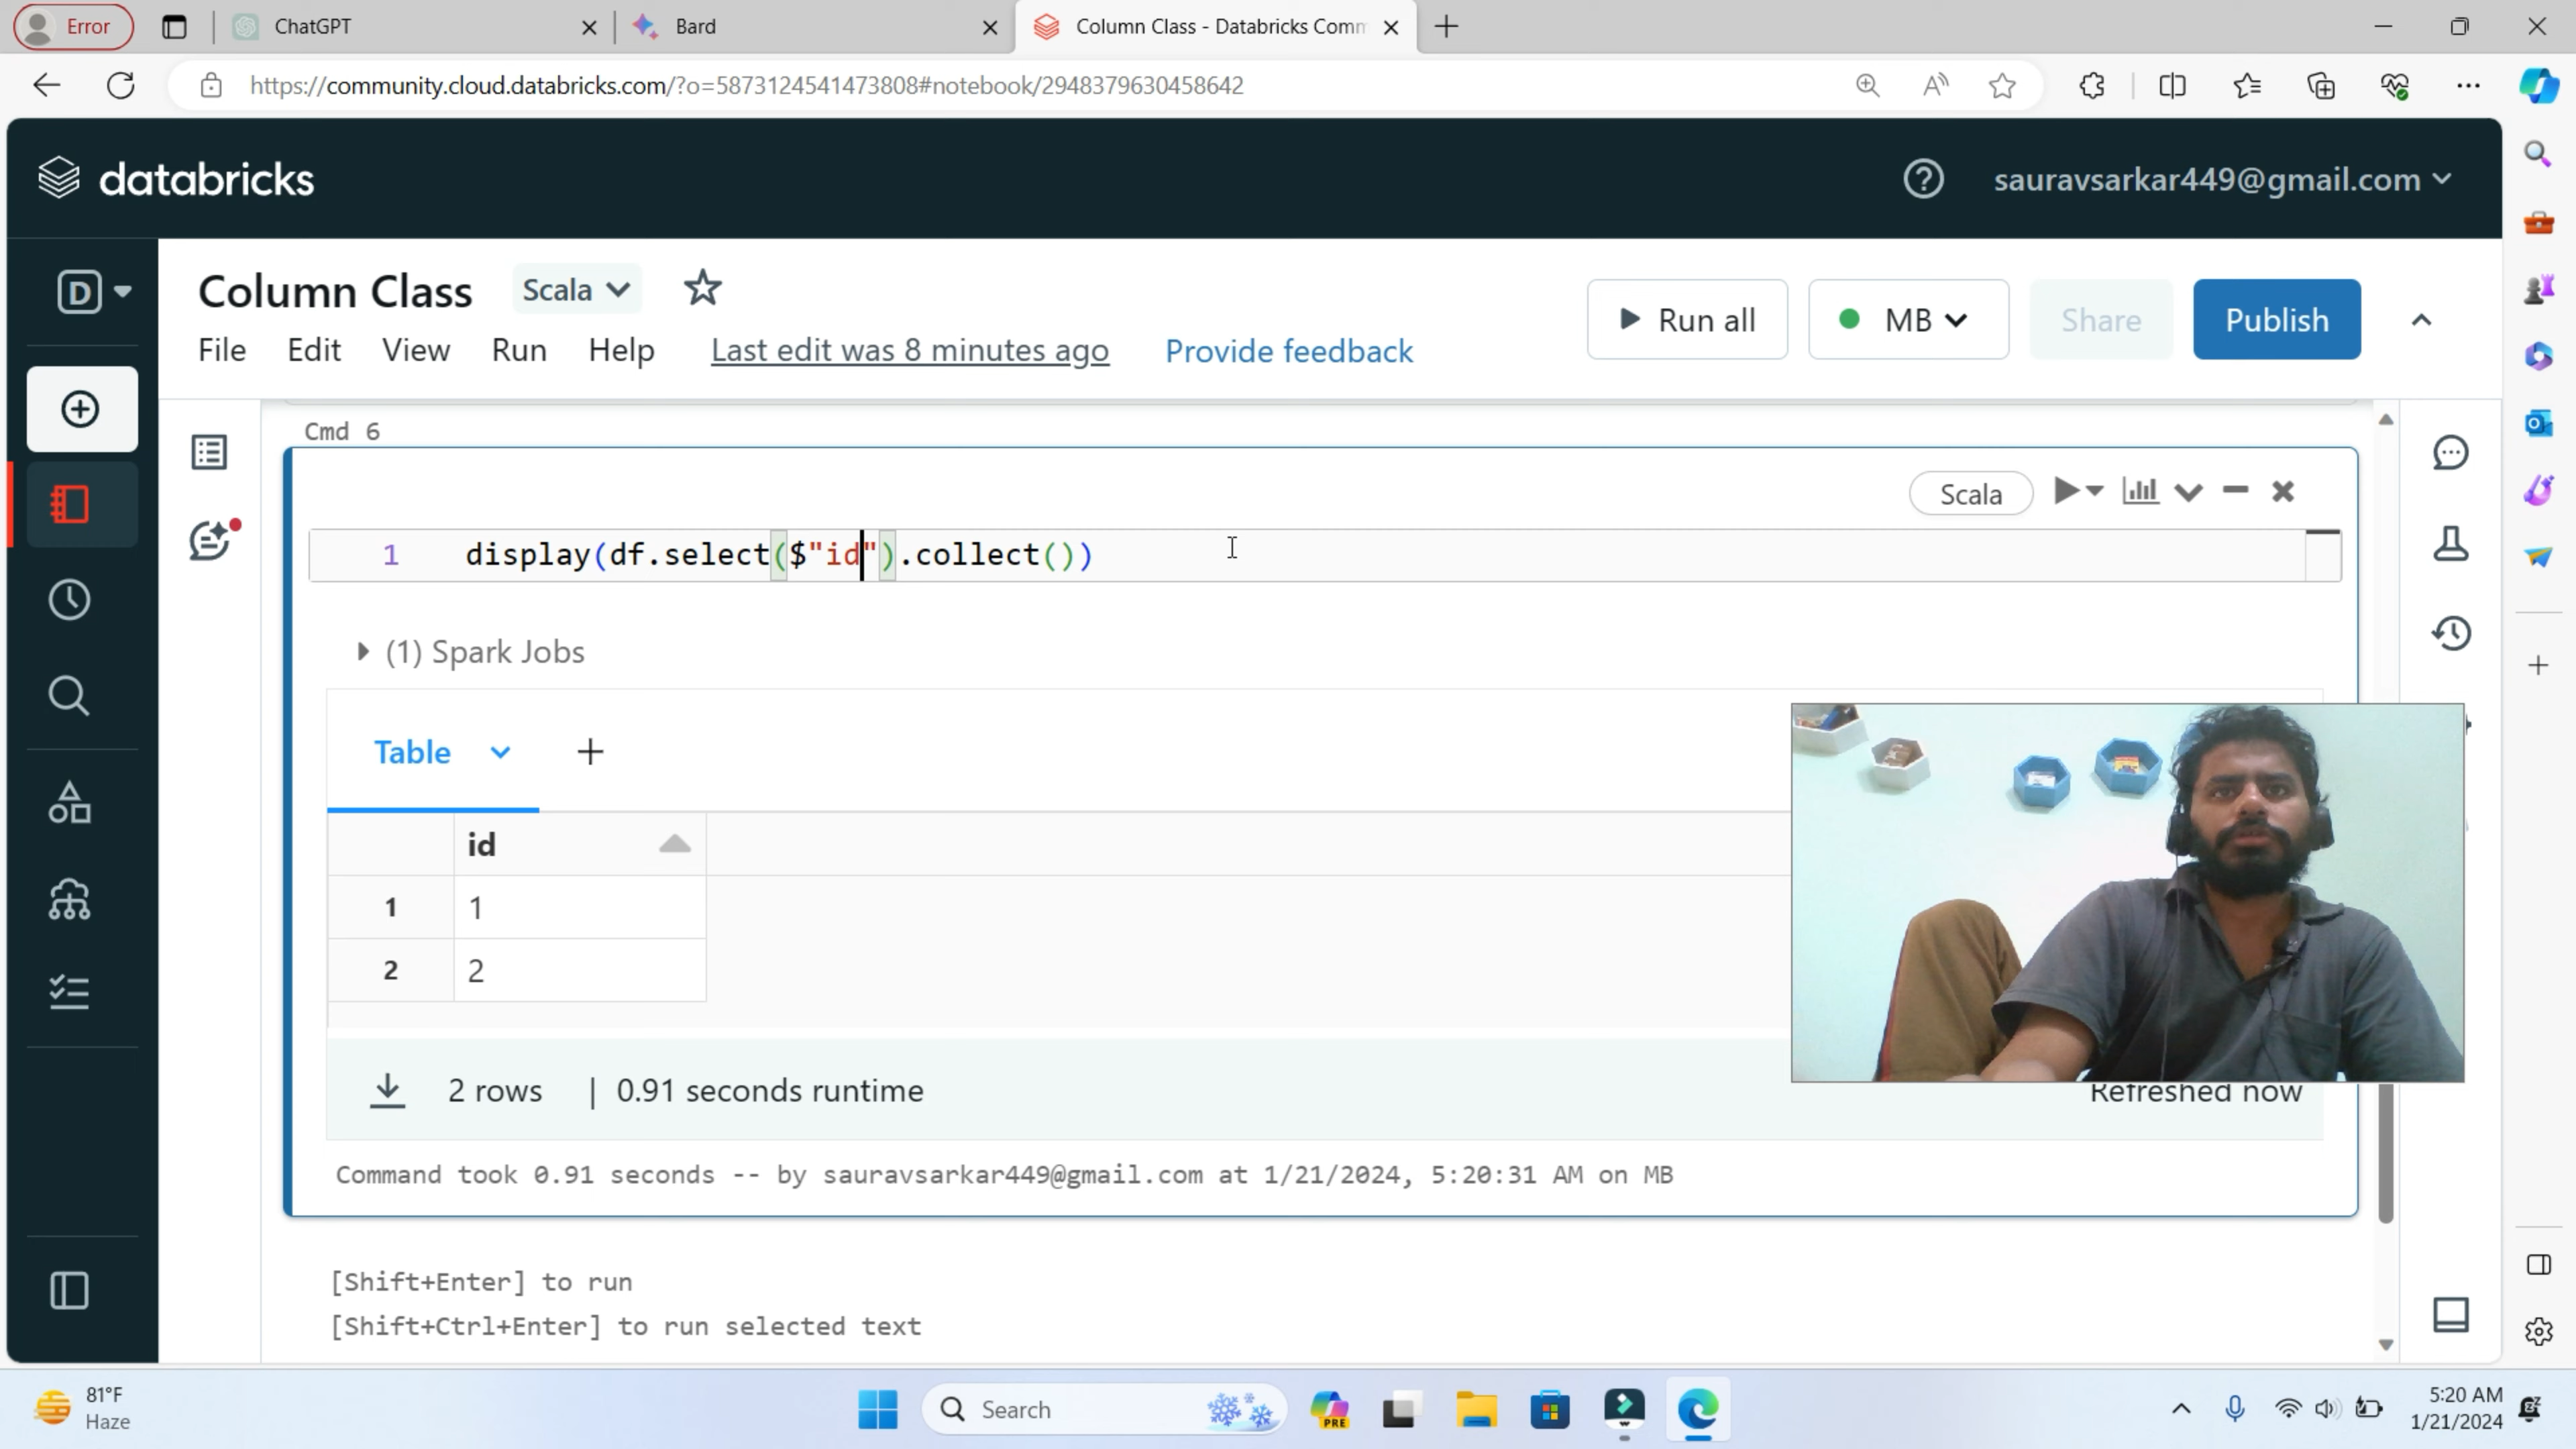 Error
ChatGPT
Bard
Column Class - Databricks Comm
https://community.cloud.databricks.com/?o=5873124541473808#notebook/2948379630458642
databricks
sauravsarkar449@gmail.com
D
Column Class
Scala
Run all
MB
Share
Publish
File Edit View Run Help Last edit was 8 minutes ago Provide feedback
Cmd 6
Scala
1 display(df.select($"id").collect())
(1) Spark Jobs
Table
id
1 1
2 2
2 rows | 0.91 seconds runtime
Refreshed now
Command took 0.91 seconds -- by sauravsarkar449@gmail.com at 1/21/2024, 5:20:31 AM on MB
[Shift+Enter] to run
[Shift+Ctrl+Enter] to run selected text
81°F
Haze
Search
PRE
5:20 AM
1/21/2024